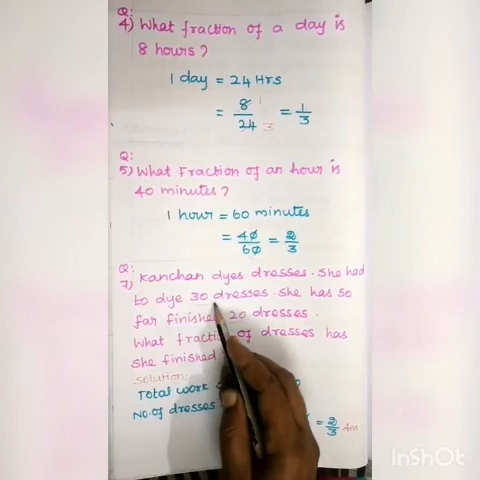 Q:
4) What fraction of a day is
8 hours?
1 day = 24 Hrs
= 8/24 1 3 = 1/3
Q:
5) What Fraction of an hour is
40 minutes?
1 hour = 60 minutes
= 40/60 = 2/3
Q:
7) Kanchan dyes dresses. She had
to dye 30 dresses. She has so
far finished 20 dresses.
What fraction of dresses has
she finished
Solution:
Total work
No. of dresses
= 2/3 Ans
InShOt